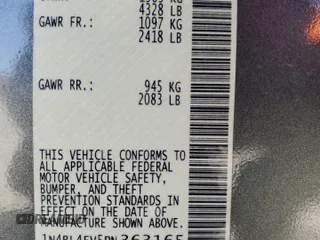 4328 LB
GAWR FR.: 1097 KG
2418 LB
GAWR RR.: 945 KG
2083 LB
THIS VEHICLE CONFORMS TO
ALL APPLICABLE FEDERAL
MOTOR VEHICLE SAFETY,
BUMPER, AND THEFT
PREVENTION STANDARDS IN
EFFECT ON THE DATE OF
MANUFACTURE SHOWN ABOVE.